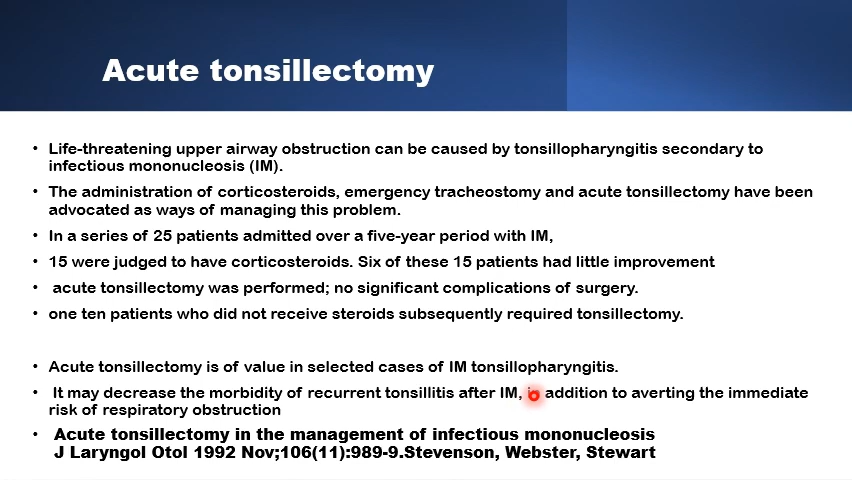 Acute tonsillectomy
• Life-threatening upper airway obstruction can be caused by tonsillopharyngitis secondary to
infectious mononucleosis (IM).
• The administration of corticosteroids, emergency tracheostomy and acute tonsillectomy have been
advocated as ways of managing this problem.
• In a series of 25 patients admitted over a five-year period with IM,
• 15 were judged to have corticosteroids. Six of these 15 patients had little improvement
• acute tonsillectomy was performed; no significant complications of surgery.
• one ten patients who did not receive steroids subsequently required tonsillectomy.
• Acute tonsillectomy is of value in selected cases of IM tonsillopharyngitis.
• It may decrease the morbidity of recurrent tonsillitis after IM, in addition to averting the immediate
risk of respiratory obstruction
• Acute tonsillectomy in the management of infectious mononucleosis
J Laryngol Otol 1992 Nov;106(11):989-9.Stevenson, Webster, Stewart